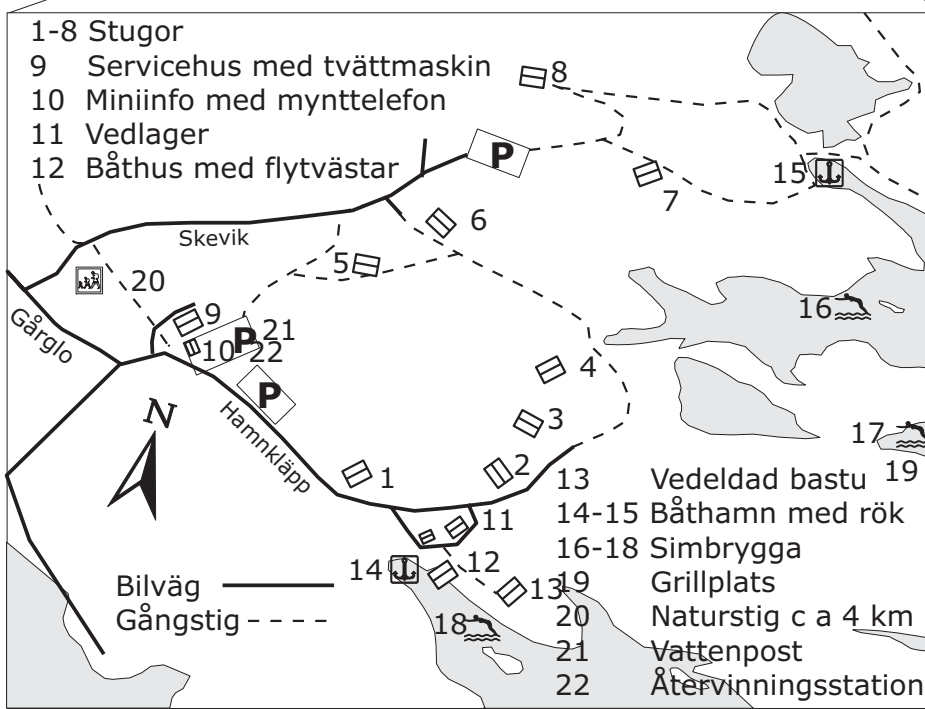 1-8 Stugor
9 Servicehus med tvättmaskin
10 Miniinfo med mynttelefon
11 Vedlager
12 Båthus med flytvästar
8
P
15
7
6
Skevik
5
20
16
9
Gårglo
21
P
10
22
4
P
N
3
17
Hamnkläpp
1
2
19
11
12
14
13
18
13 Vedeldad bastu
14-15 Båthamn med rök
16-18 Simbrygga
19 Grillplats
20 Naturstig c a 4 km
21 Vattenpost
22 Återvinningsstation
Bilväg
Gångstig